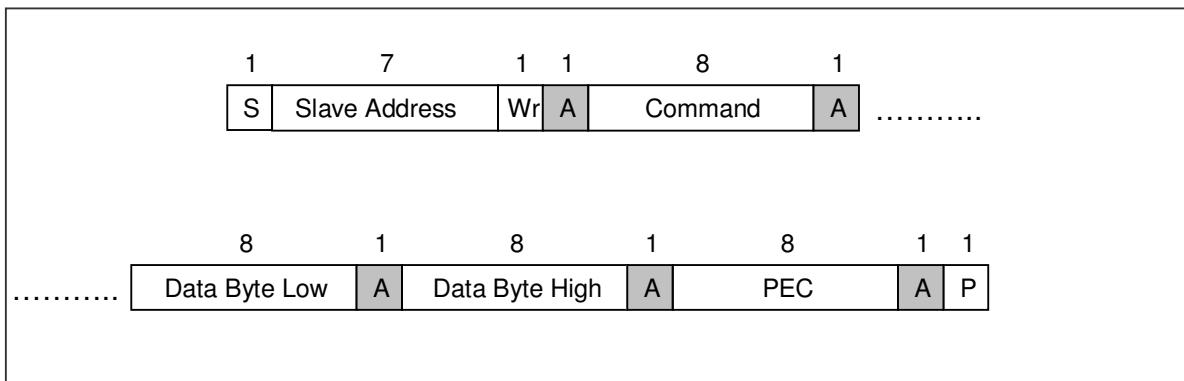 1 7 1 1 8 1
S Slave Address Wr A Command A ………..
8 1 8 1 8 1 1
……….. Data Byte Low A Data Byte High A PEC A P